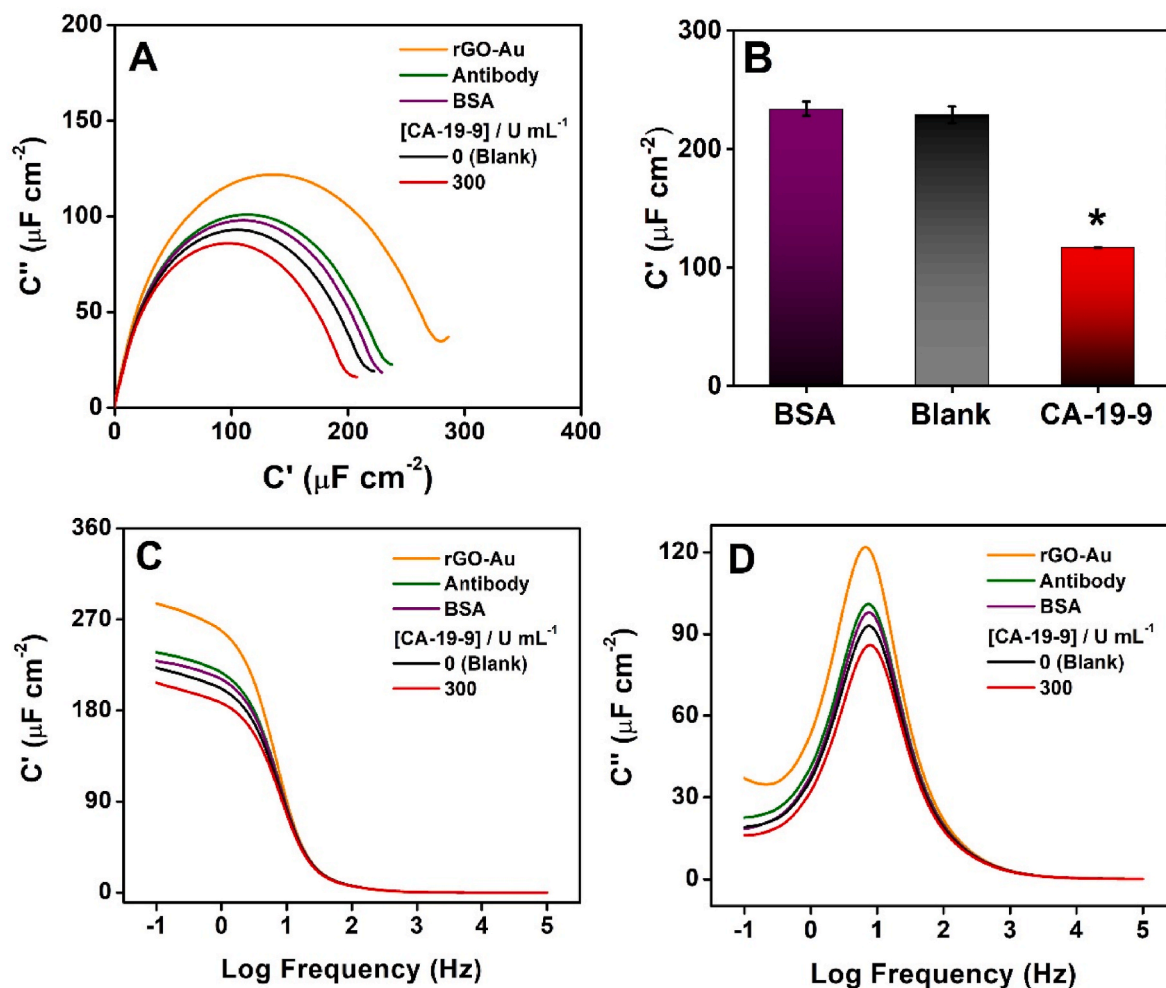 A
200
150
100
50
0
C" (μF cm⁻²)
rGO-Au
Antibody
BSA
[CA-19-9] / U mL⁻¹
0 (Blank)
300
0 100 200 300 400
C' (μF cm⁻²)
B
300
200
100
0
C' (μF cm⁻²)
*
BSA Blank CA-19-9
C
360
270
180
90
0
C' (μF cm⁻²)
rGO-Au
Antibody
BSA
[CA-19-9] / U mL⁻¹
0 (Blank)
300
-1 0 1 2 3 4 5
Log Frequency (Hz)
D
120
90
60
30
0
C" (μF cm⁻²)
rGO-Au
Antibody
BSA
[CA-19-9] / U mL⁻¹
0 (Blank)
300
-1 0 1 2 3 4 5
Log Frequency (Hz)